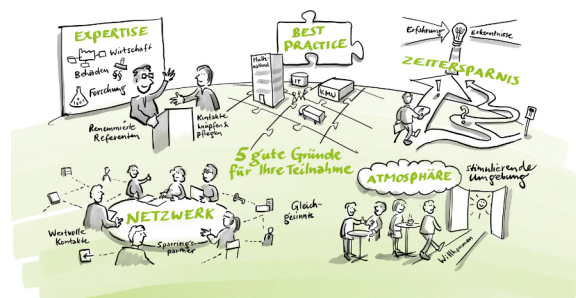 EXPERTISE
Wirtschaft
Behörden
§§
Forschung
Renommierte
Referenten
Kontakte
knüpfen &
pflegen
BEST
PRACTICE
IT
KMU
Erfahrung
Erkenntnisse
ZEITERSPARNIS
!
?
5 gute Gründe
für Ihre Teilnahme
NETZWERK
Wertvolle
Kontakte
Sparrings-
partner
Gleich-
gesinnte
ATMOSPHÄRE
stimulierende
Umgebung
Willkommen